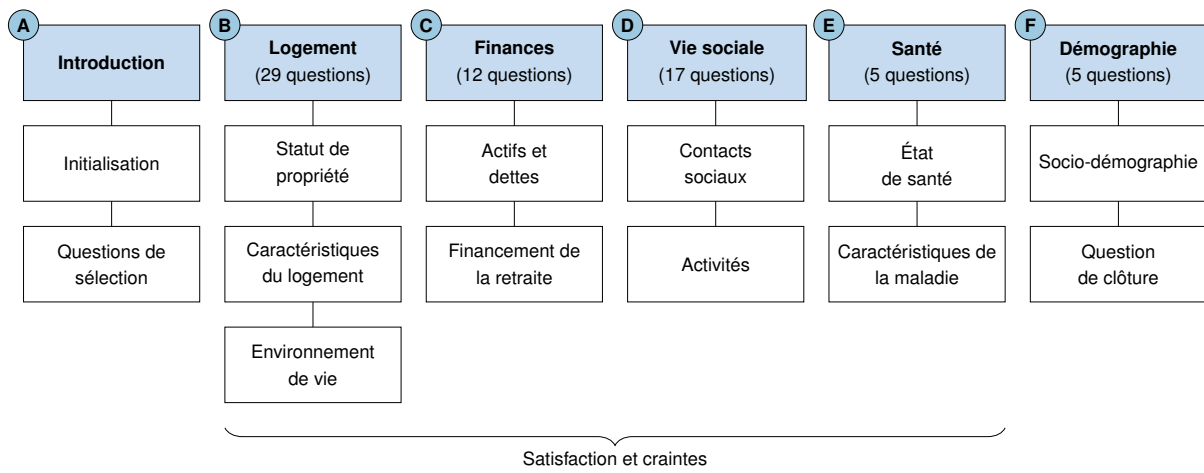 A
Introduction
Initialisation
Questions de
sélection
B
Logement
(29 questions)
Statut de
propriété
Caractéristiques
du logement
Environnement
de vie
C
Finances
(12 questions)
Actifs et
dettes
Financement de
la retraite
D
Vie sociale
(17 questions)
Contacts
sociaux
Activités
E
Santé
(5 questions)
État
de santé
Caractéristiques de
la maladie
F
Démographie
(5 questions)
Socio-démographie
Question
de clôture
Satisfaction et craintes